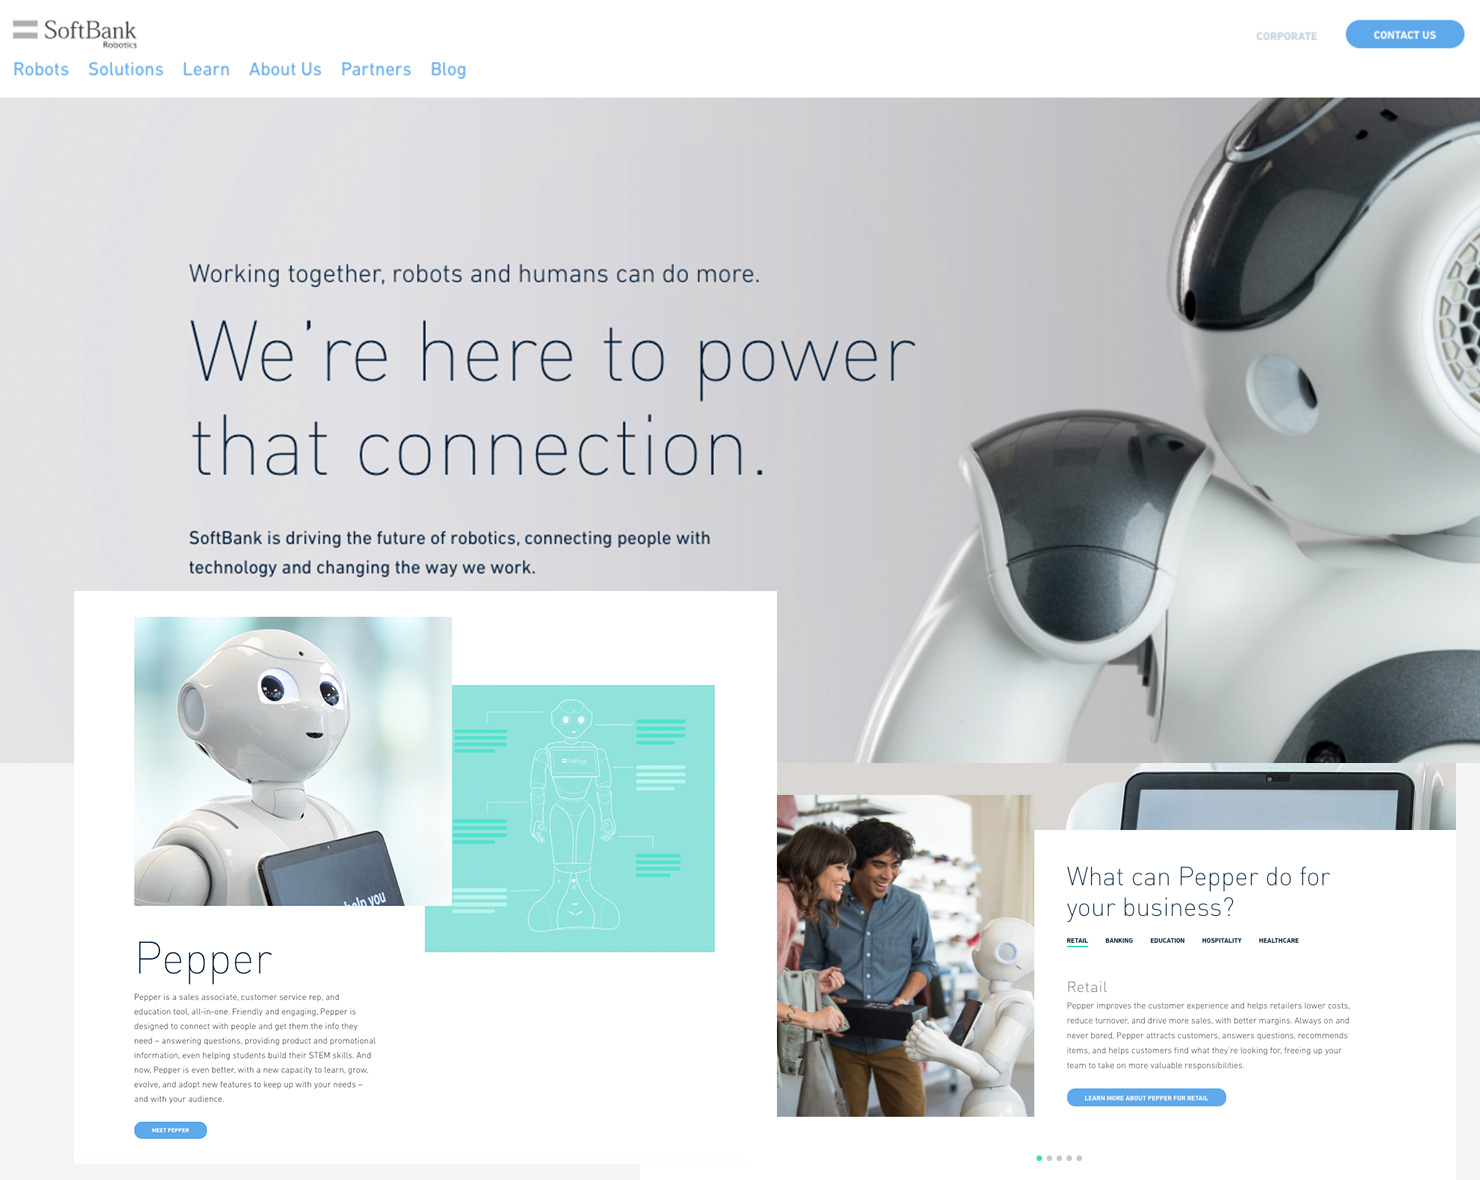 SoftBank
Robotics
CORPORATE
CONTACT US
Robots Solutions Learn About Us Partners Blog
Working together, robots and humans can do more.
We're here to power
that connection.
SoftBank is driving the future of robotics, connecting people with
technology and changing the way we work.
help you
SoftBank
Pepper
Pepper is a sales associate, customer service rep, and
education tool, all-in-one. Friendly and engaging, Pepper is
designed to connect with people and get them the info they
need – answering questions, providing product and promotional
information, even helping students build their STEM skills. And
now, Pepper is even better, with a new capacity to learn, grow,
evolve, and adopt new features to keep up with your needs –
and with your audience.
MEET PEPPER
What can Pepper do for
your business?
RETAIL BANKING EDUCATION HOSPITALITY HEALTHCARE
Retail
Pepper improves the customer experience and helps retailers lower costs,
reduce turnover, and drive more sales, with better margins. Always on and
never bored, Pepper attracts customers, answers questions, recommends
items, and helps customers find what they're looking for, freeing up your
team to take on more valuable responsibilities.
LEARN MORE ABOUT PEPPER FOR RETAIL